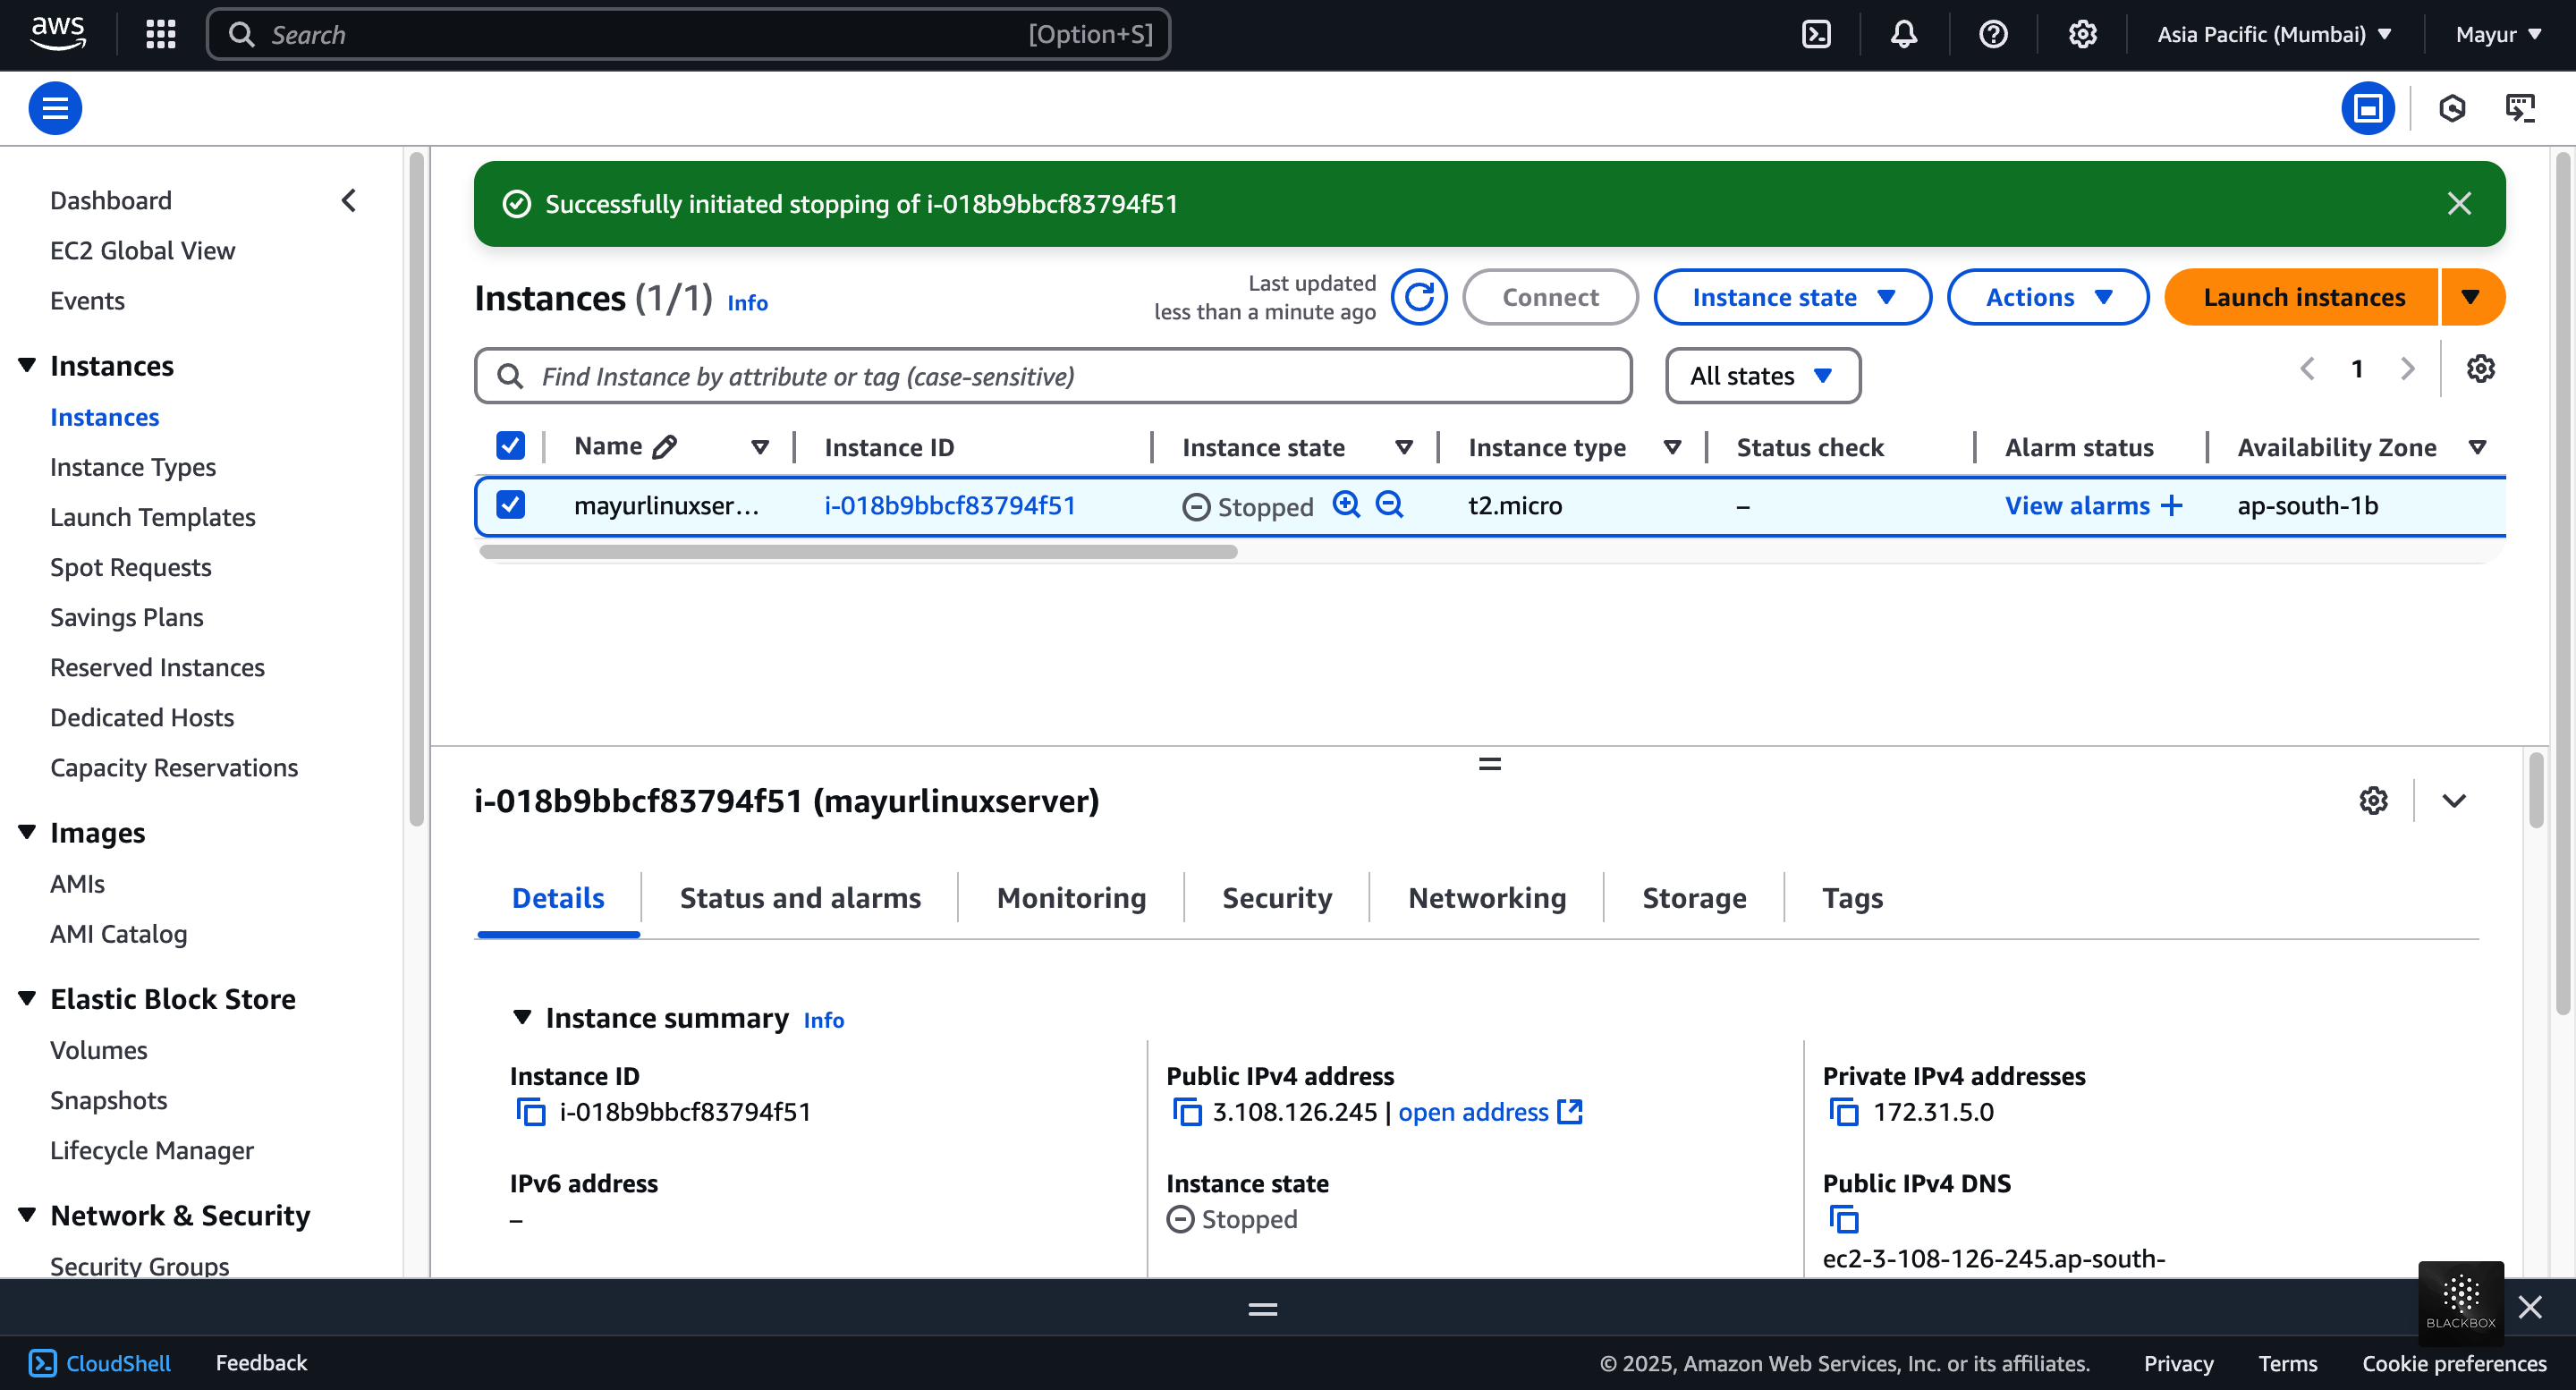 aws
Search
[Option+S]
Asia Pacific (Mumbai)
Mayur
Successfully initiated stopping of i-018b9bbcf83794f51
Dashboard
EC2 Global View
Events
Instances
Instances
Instance Types
Launch Templates
Spot Requests
Savings Plans
Reserved Instances
Dedicated Hosts
Capacity Reservations
Images
AMIs
AMI Catalog
Elastic Block Store
Volumes
Snapshots
Lifecycle Manager
Network & Security
Security Groups
Instances (1/1) Info
Last updated
less than a minute ago
Connect
Instance state
Actions
Launch instances
Find Instance by attribute or tag (case-sensitive)
All states
1
Name Instance ID Instance state Instance type Status check Alarm status Availability Zone
mayurlinuxser... i-018b9bbcf83794f51 Stopped t2.micro – View alarms + ap-south-1b
i-018b9bbcf83794f51 (mayurlinuxserver)
Details Status and alarms Monitoring Security Networking Storage Tags
Instance summary Info
Instance ID
i-018b9bbcf83794f51
Public IPv4 address
3.108.126.245 | open address
Private IPv4 addresses
172.31.5.0
IPv6 address
–
Instance state
Stopped
Public IPv4 DNS
ec2-3-108-126-245.ap-south-
BLACKBOX
CloudShell
Feedback
© 2025, Amazon Web Services, Inc. or its affiliates.
Privacy
Terms
Cookie preferences